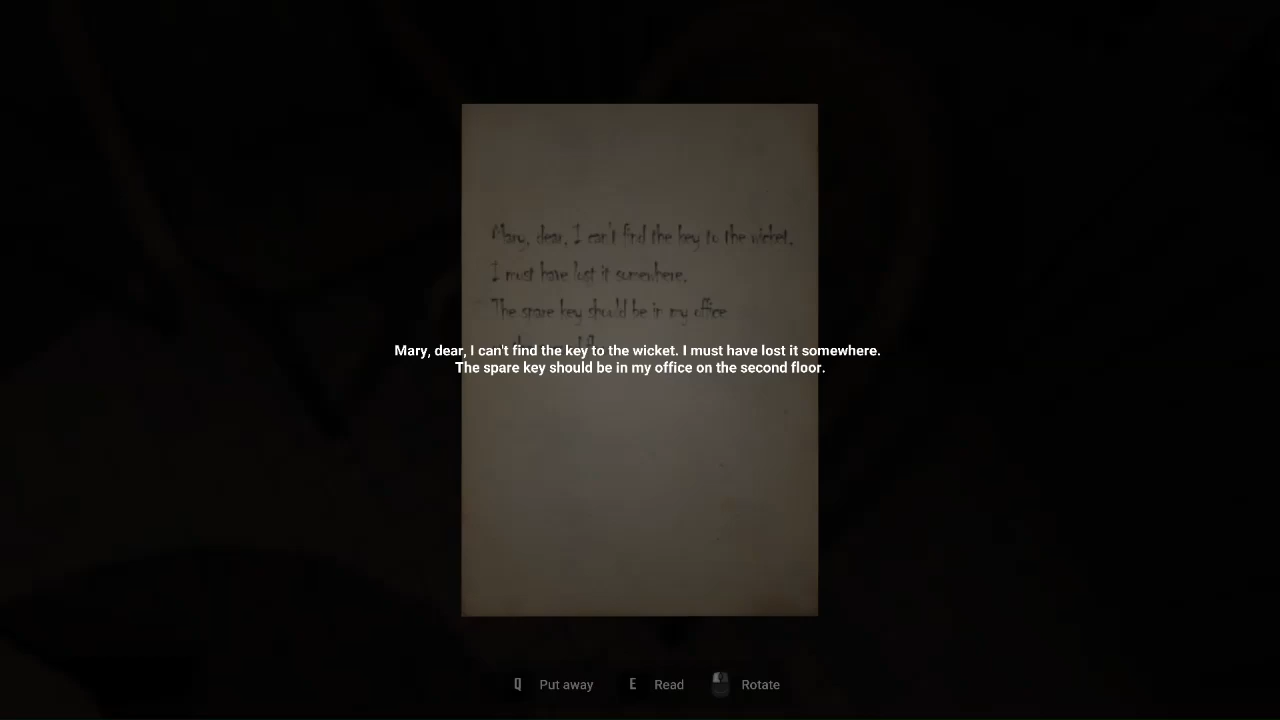 Mary, dear, I can't find the key to the wicket.
I must have lost it somewhere.
The spare key should be in my office
Mary, dear, I can't find the key to the wicket. I must have lost it somewhere.
The spare key should be in my office on the second floor.
Q Put away E Read Rotate